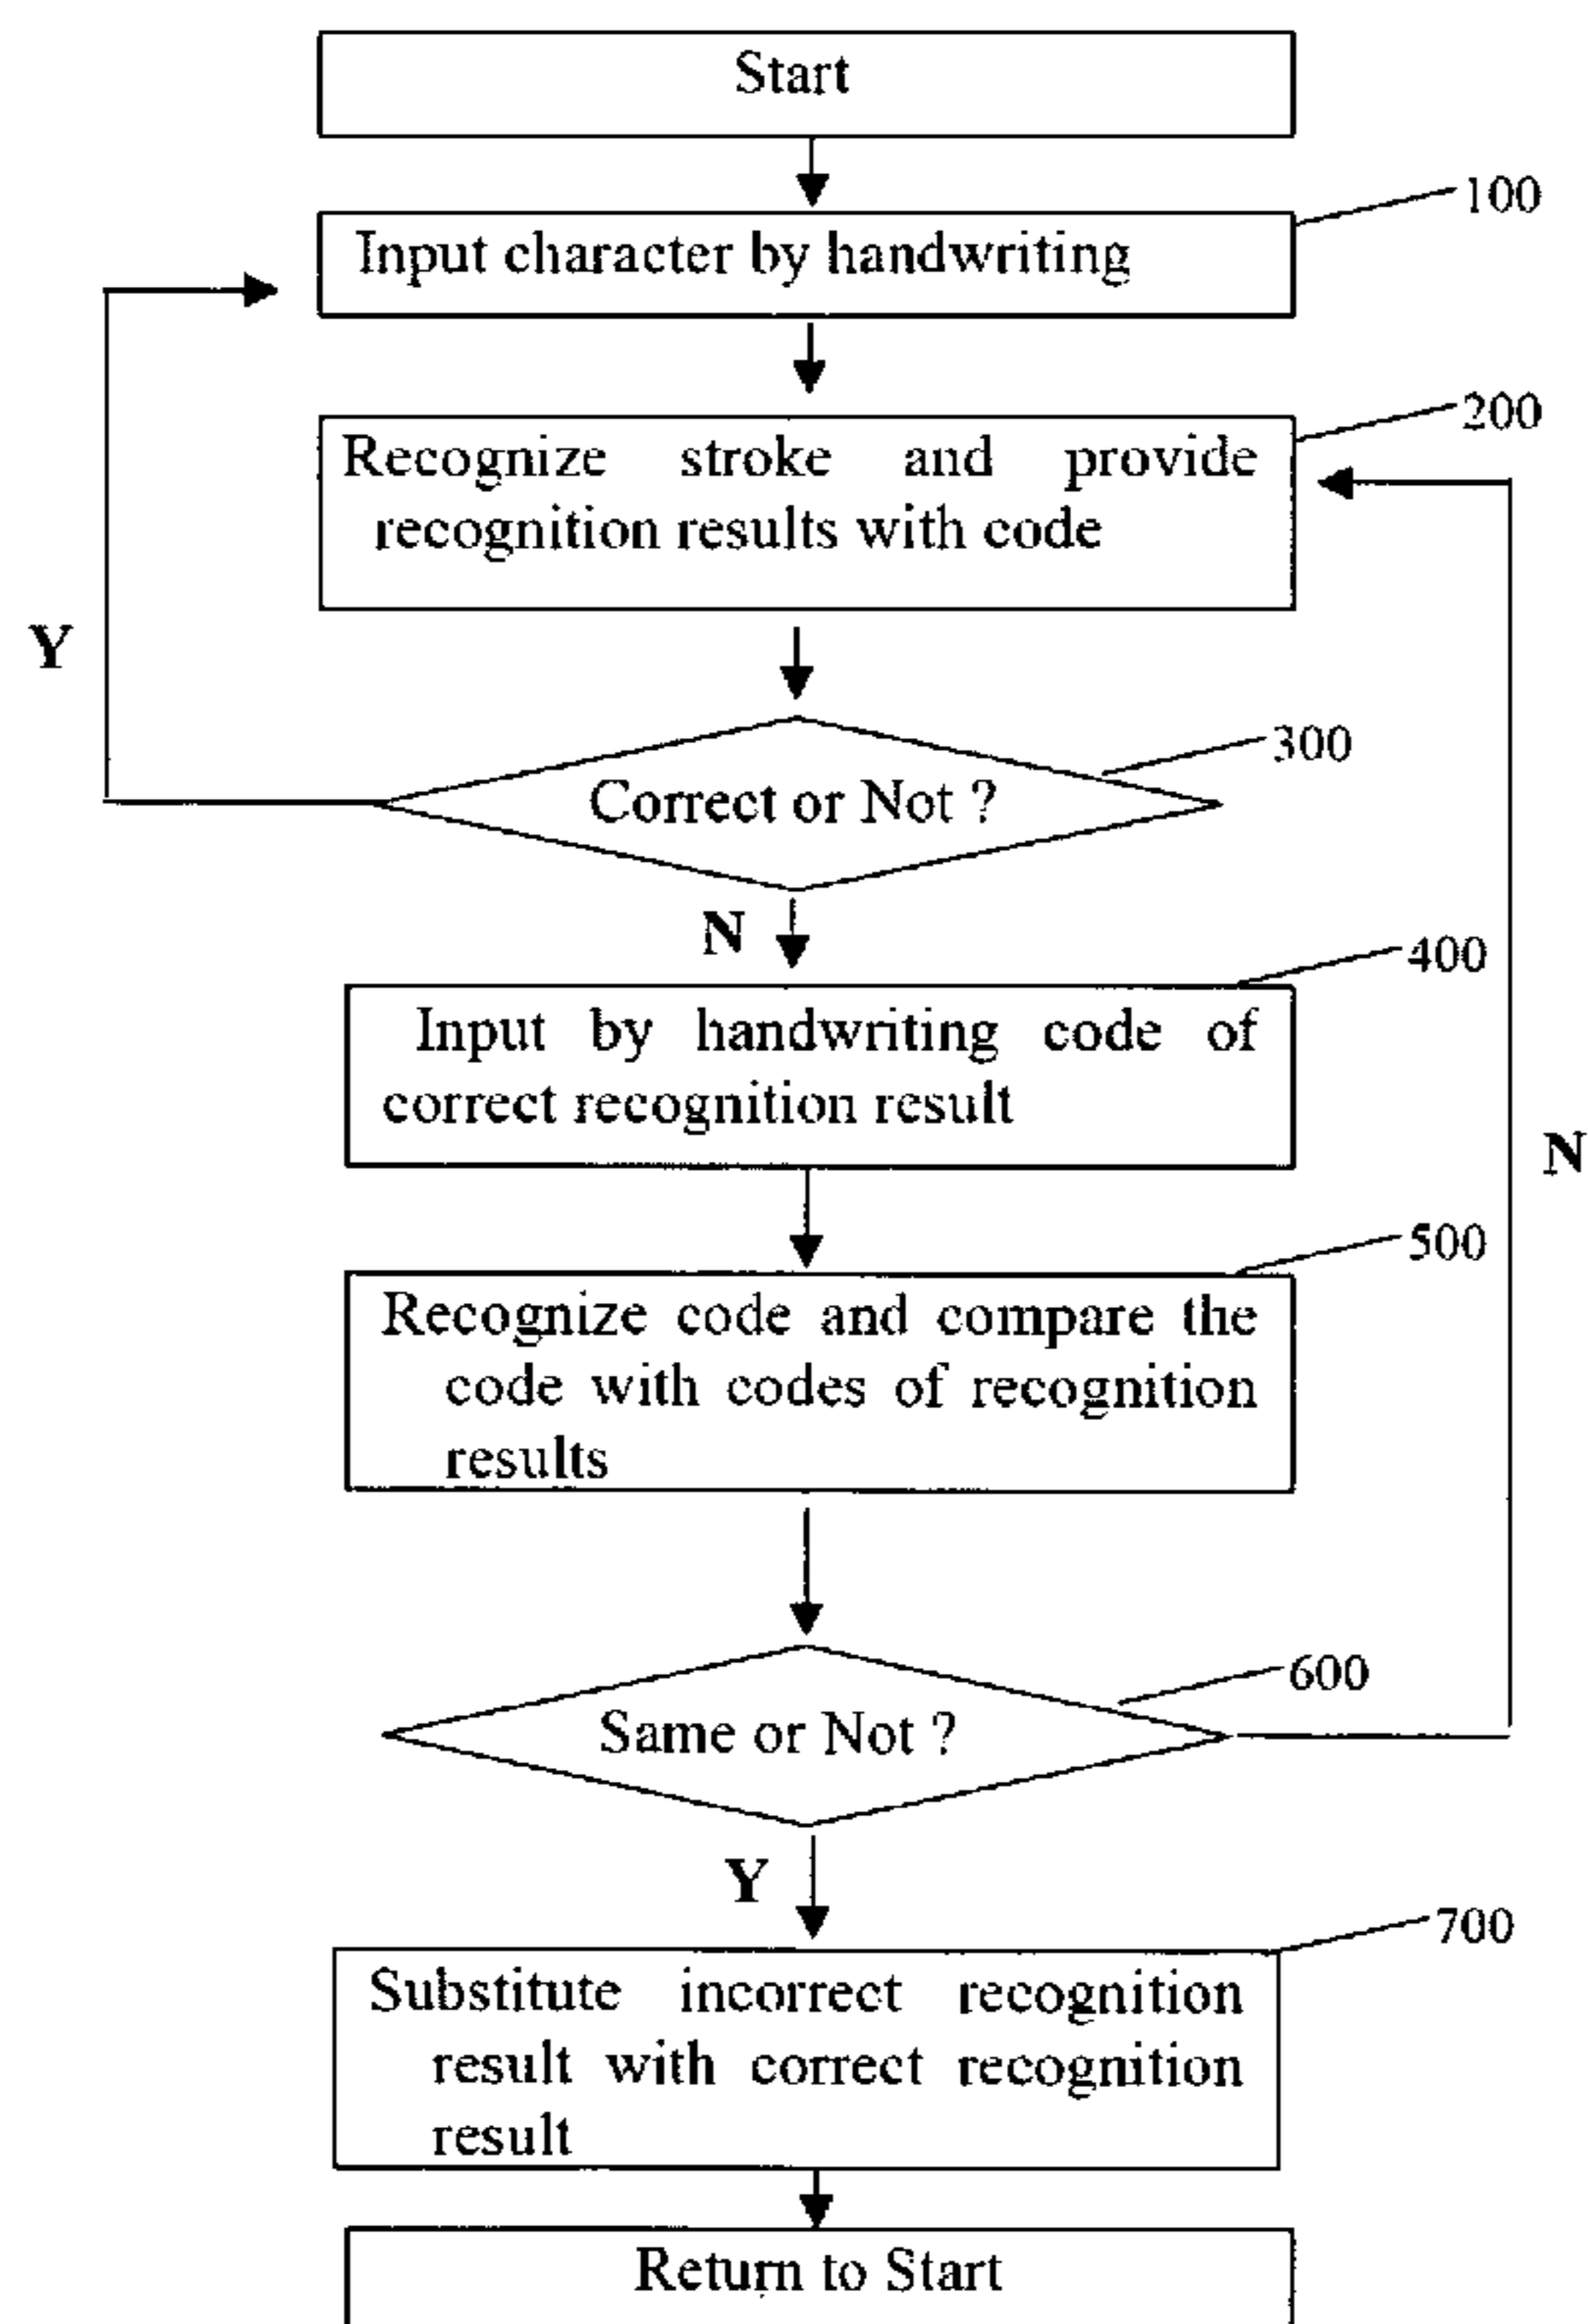 Start
100
Input character by handwriting
200
Recognize stroke and provide
recognition results with code
Y
300
Correct or Not ?
N
400
Input by handwriting code of
correct recognition result
N
500
Recognize code and compare the
code with codes of recognition
results
600
Same or Not ?
Y
700
Substitute incorrect recognition
result with correct recognition
result
Return to Start